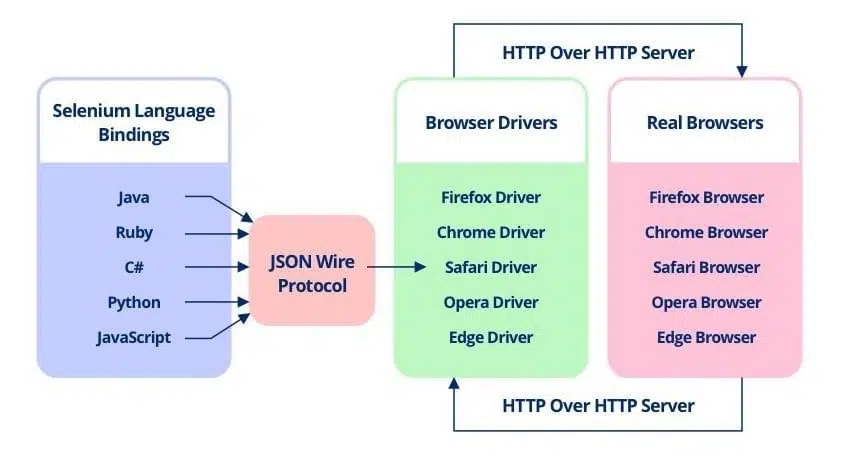 HTTP Over HTTP Server
Selenium Language
Bindings
Java
Ruby
C#
Python
JavaScript
JSON Wire
Protocol
Browser Drivers
Firefox Driver
Chrome Driver
Safari Driver
Opera Driver
Edge Driver
Real Browsers
Firefox Browser
Chrome Browser
Safari Browser
Opera Browser
Edge Browser
HTTP Over HTTP Server